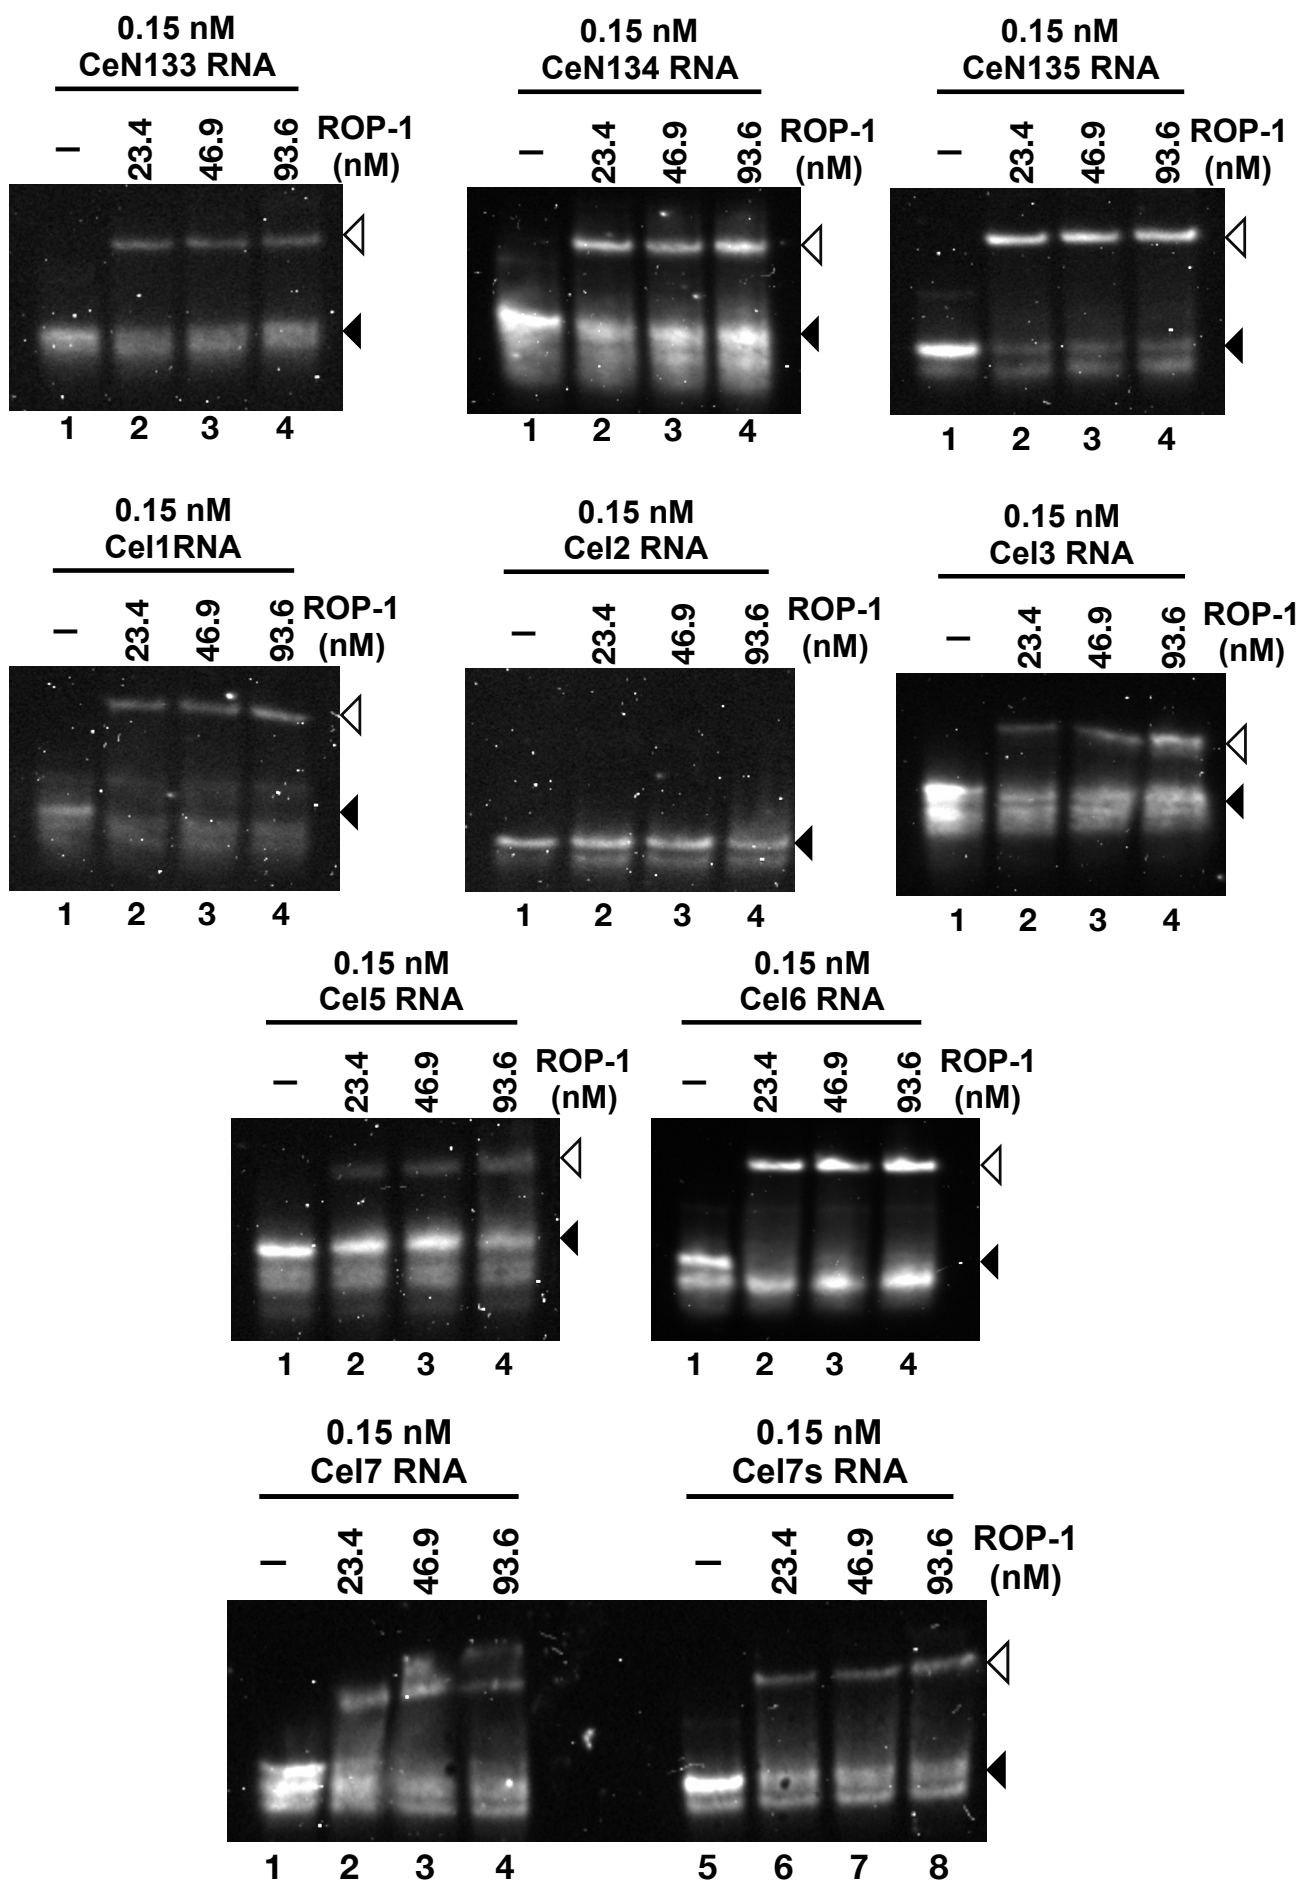 0.15 nM
CeN133 RNA
– 23.4 46.9 93.6 ROP-1
(nM)
1 2 3 4
0.15 nM
CeN134 RNA
– 23.4 46.9 93.6 ROP-1
(nM)
1 2 3 4
0.15 nM
CeN135 RNA
– 23.4 46.9 93.6 ROP-1
(nM)
1 2 3 4
0.15 nM
Cel1RNA
– 23.4 46.9 93.6 ROP-1
(nM)
1 2 3 4
0.15 nM
Cel2 RNA
– 23.4 46.9 93.6 ROP-1
(nM)
1 2 3 4
0.15 nM
Cel3 RNA
– 23.4 46.9 93.6 ROP-1
(nM)
1 2 3 4
0.15 nM
Cel5 RNA
– 23.4 46.9 93.6 ROP-1
(nM)
1 2 3 4
0.15 nM
Cel6 RNA
– 23.4 46.9 93.6 ROP-1
(nM)
1 2 3 4
0.15 nM
Cel7 RNA
– 23.4 46.9 93.6
1 2 3 4
0.15 nM
Cel7s RNA
– 23.4 46.9 93.6 ROP-1
(nM)
5 6 7 8